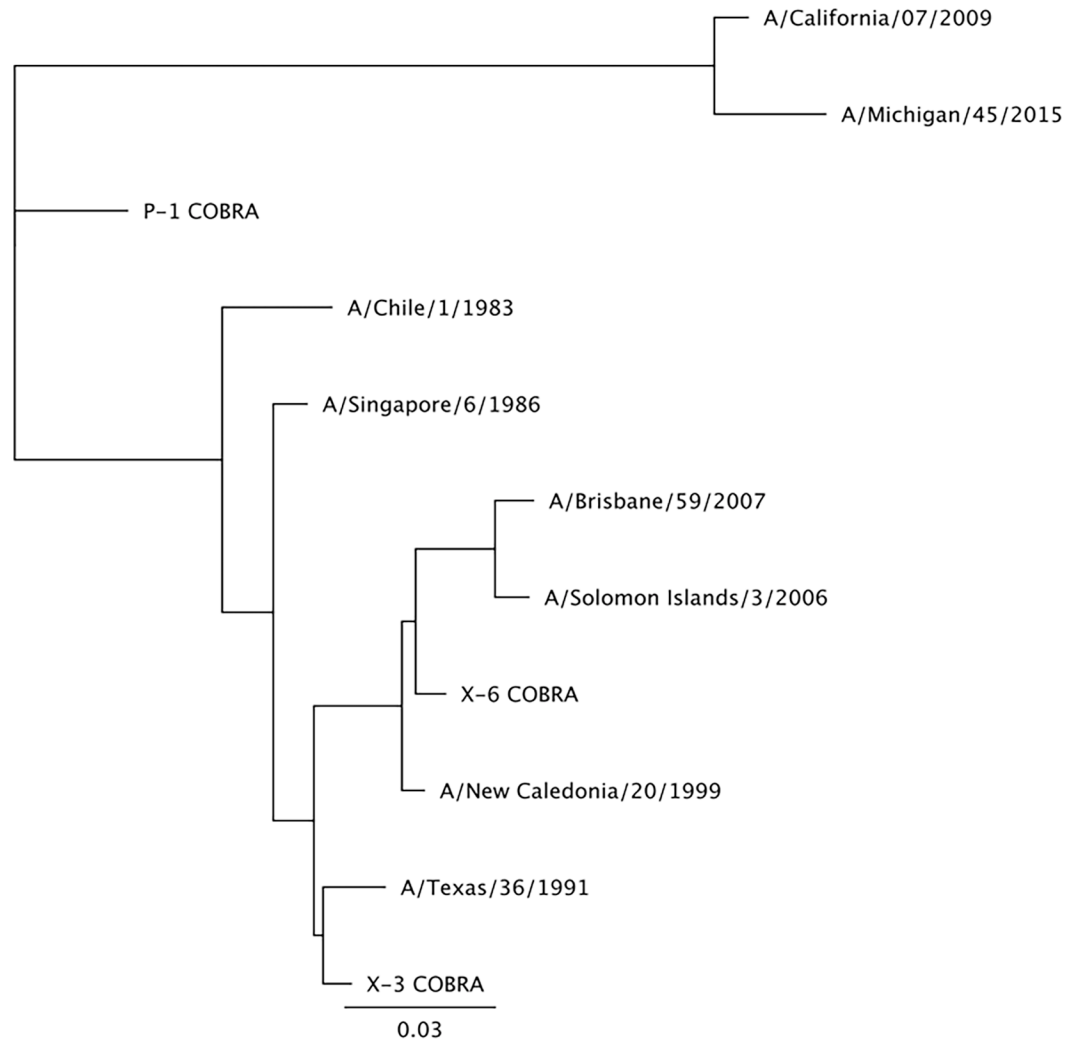 A/California/07/2009
A/Michigan/45/2015
P–1 COBRA
A/Chile/1/1983
A/Singapore/6/1986
A/Brisbane/59/2007
A/Solomon Islands/3/2006
X–6 COBRA
A/New Caledonia/20/1999
A/Texas/36/1991
X–3 COBRA
0.03